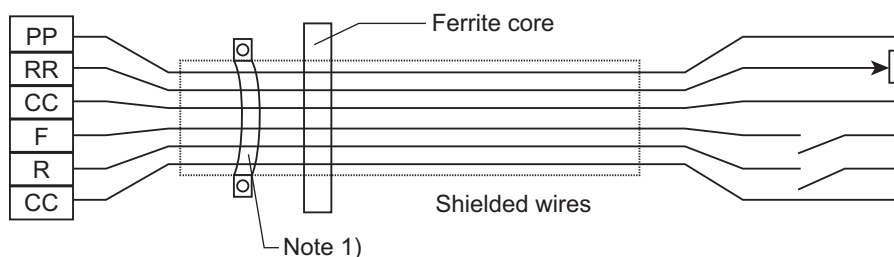 Ferrite core
PP
RR
CC
F
R
CC
Shielded wires
Note 1)